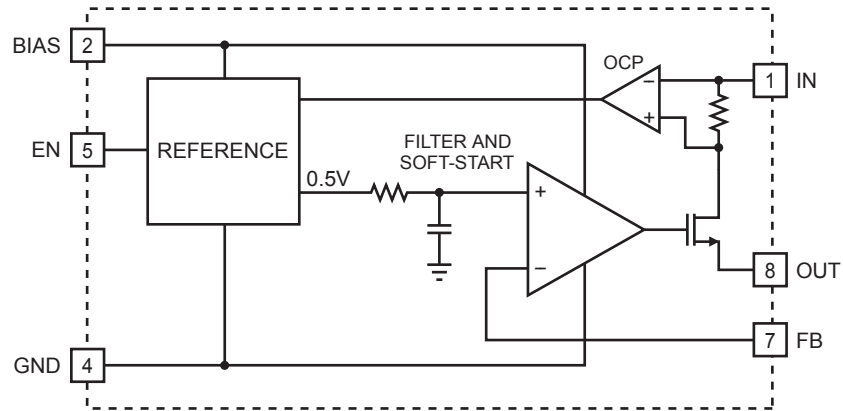 BIAS 2
OCP
− 1 IN
+
EN 5 REFERENCE
FILTER AND
SOFT-START
0.5V
+
−
8 OUT
7 FB
GND 4